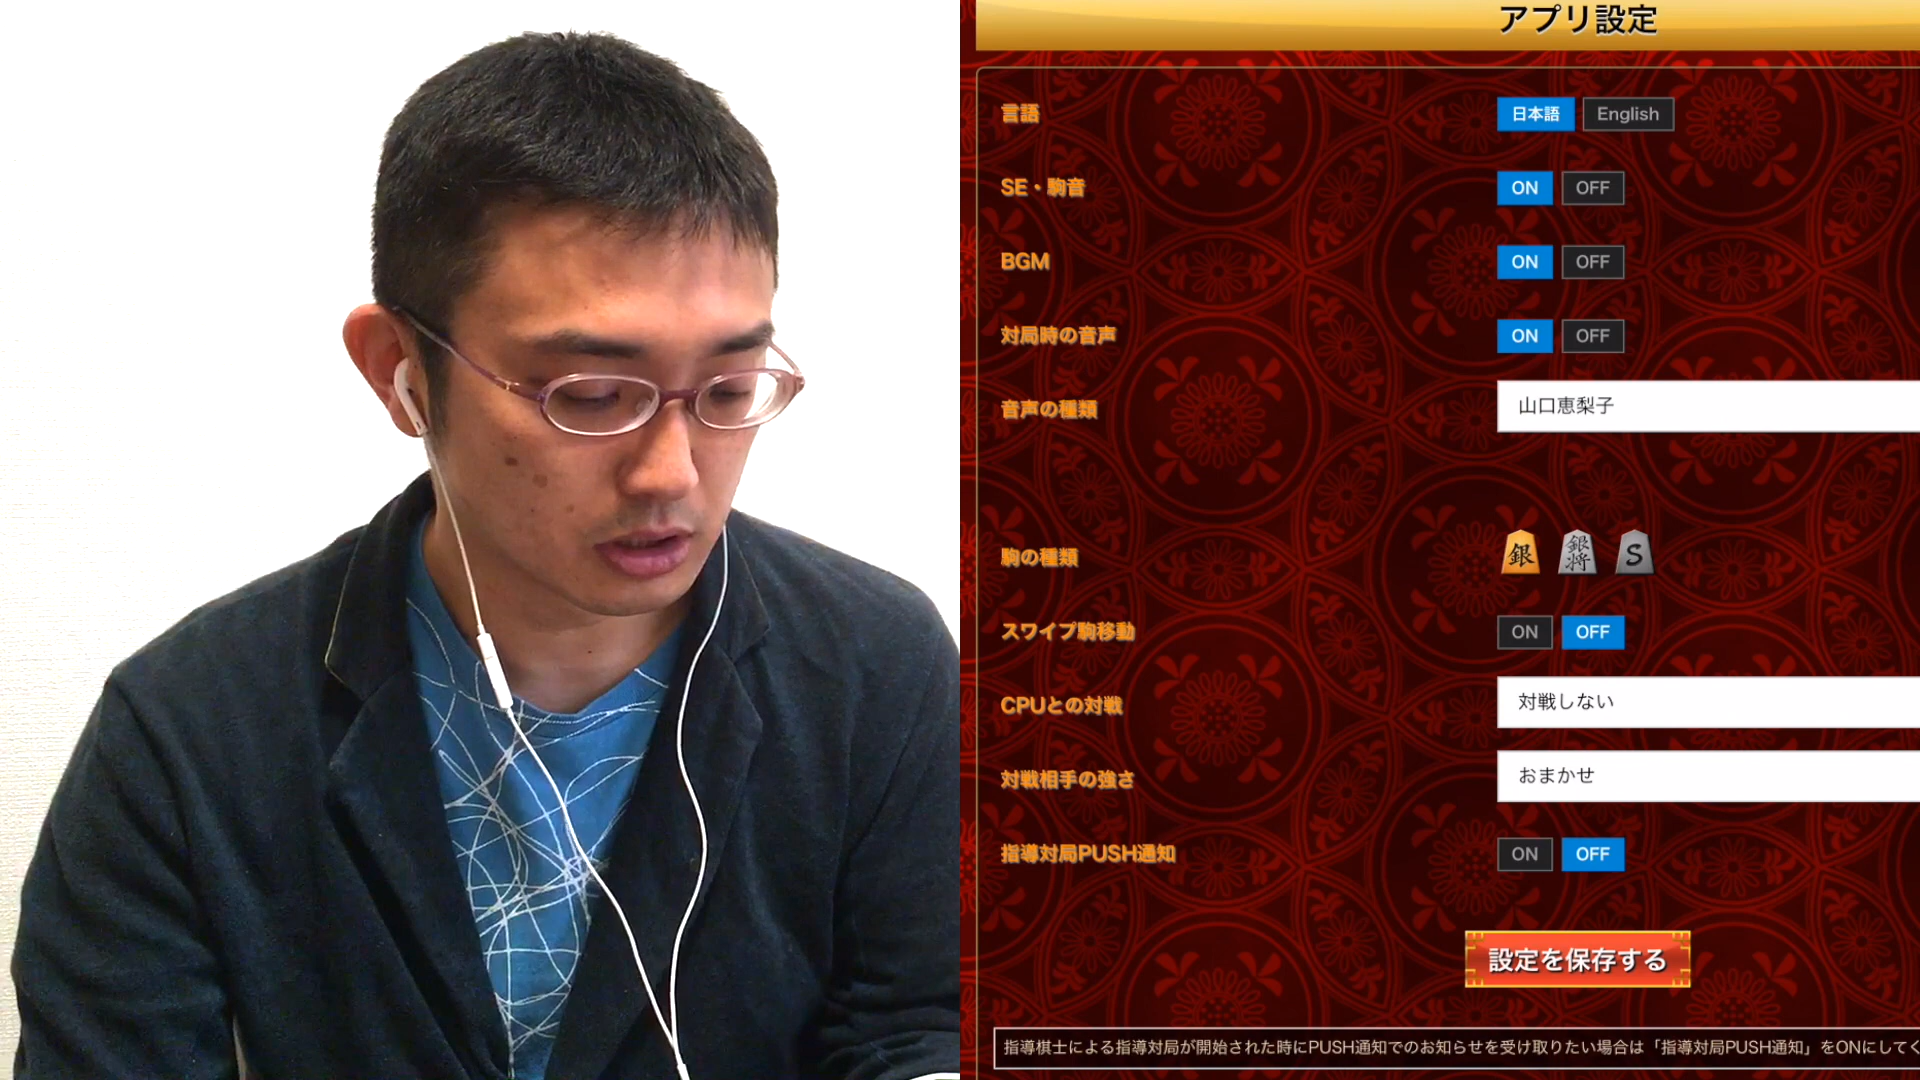 アプリ設定
言語
日本語 English
SE・駒音
ON OFF
BGM
ON OFF
対局時の音声
ON OFF
音声の種類
山口恵梨子
駒の種類
銀 銀将 S
スワイプ駒移動
ON OFF
CPUとの対戦
対戦しない
対戦相手の強さ
おまかせ
指導対局PUSH通知
ON OFF
設定を保存する
指導棋士による指導対局が開始された時にPUSH通知でのお知らせを受け取りたい場合は「指導対局PUSH通知」をONにしてく